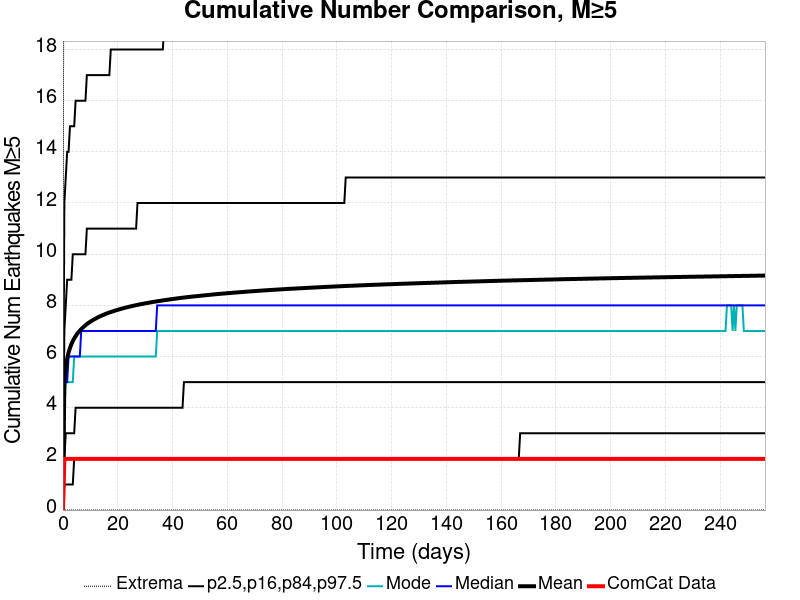 Cumulative Number Comparison, M≥5
Cumulative Num Earthquakes M≥5
18
16
14
12
10
8
6
4
2
0
0 20 40 60 80 100 120 140 160 180 200 220 240
Time (days)
Extrema p2.5,p16,p84,p97.5 Mode Median Mean ComCat Data